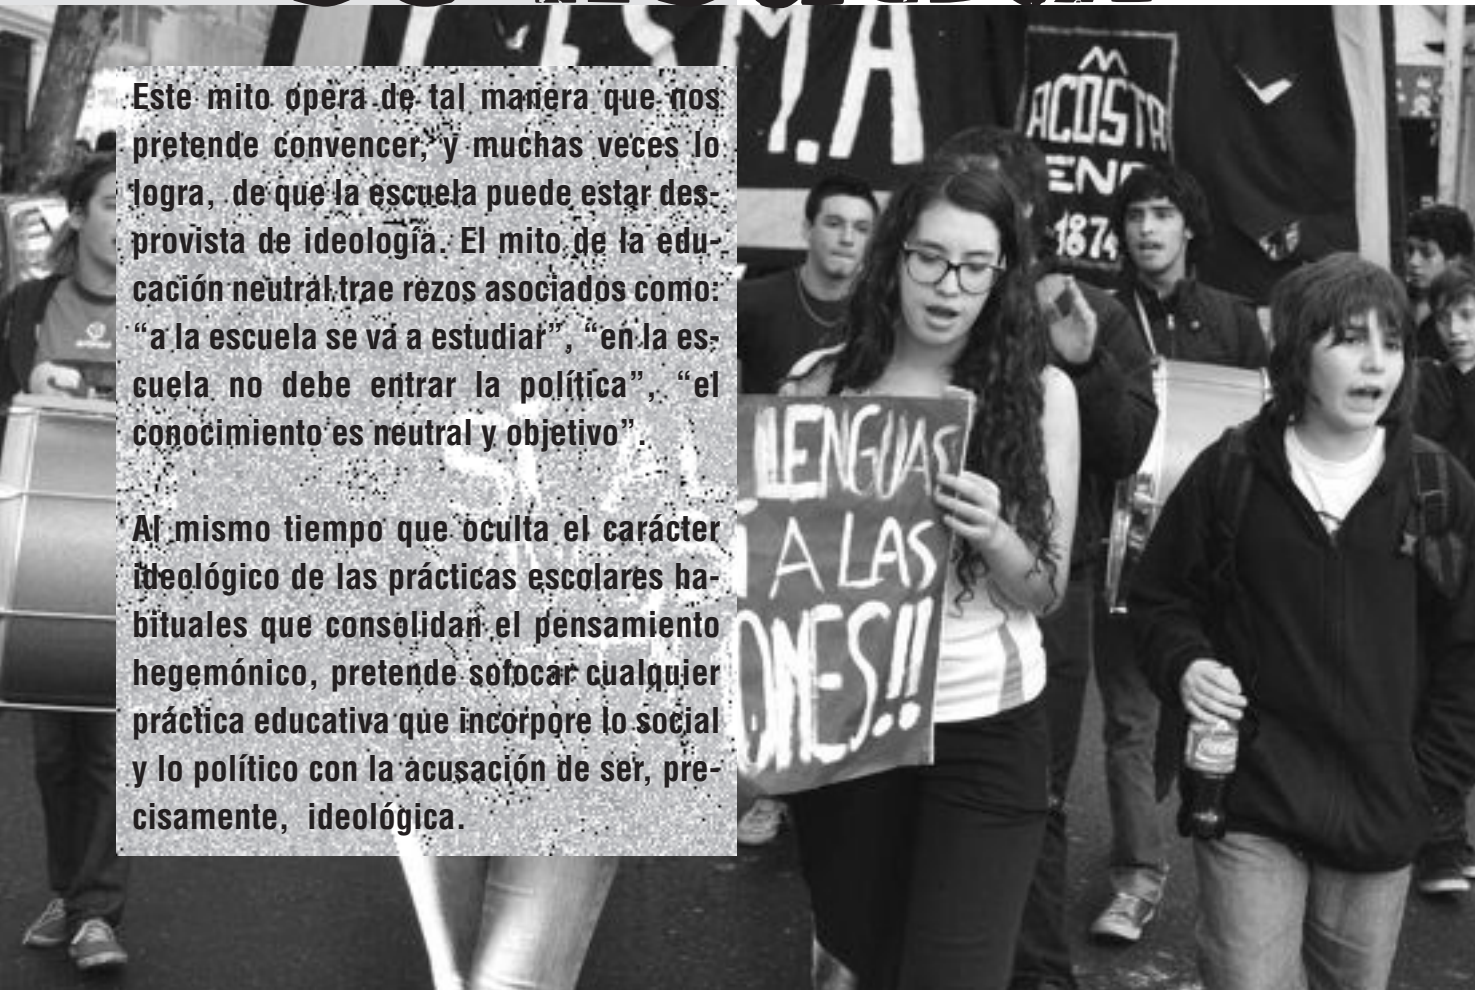 M.A
M
ACOSTA
ENS
1874
Este mito opera de tal manera que nos
pretende convencer, y muchas veces lo
logra, de que la escuela puede estar des-
provista de ideología. El mito de la edu-
cación neutral trae rezos asociados como:
“a la escuela se va a estudiar”, “en la es-
cuela no debe entrar la política”, “el
conocimiento es neutral y objetivo”.
Al mismo tiempo que oculta el carácter
ideológico de las prácticas escolares ha-
bituales que consolidan el pensamiento
hegemónico, pretende sofocar cualquier
práctica educativa que incorpore lo social
y lo político con la acusación de ser, pre-
cisamente, ideológica.
LENGUAS
A LAS
ONES!!